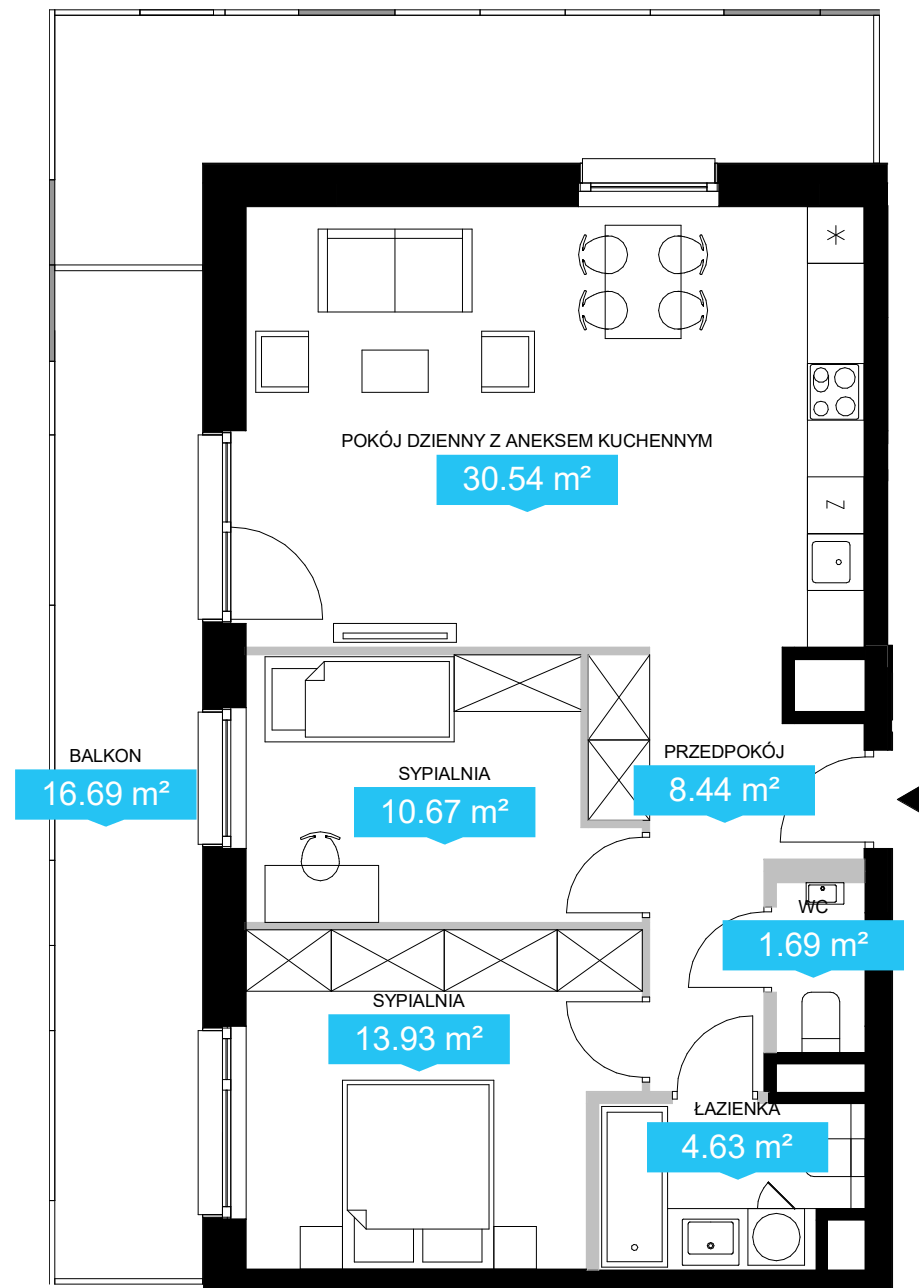 POKÓJ DZIENNY Z ANEKSEM KUCHENNYM
30.54 m²
BALKON
16.69 m²
SYPIALNIA
10.67 m²
PRZEDPOKÓJ
8.44 m²
WC
1.69 m²
SYPIALNIA
13.93 m²
ŁAZIENKA
4.63 m²